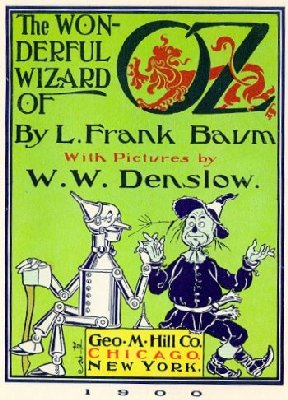 The WON-
DERFUL
WIZARD
OF OZ
By L. Frank Baum
With Pictures by
W. W. Denslow.
Geo. M. Hill Co.
CHICAGO.
NEW YORK.
1900